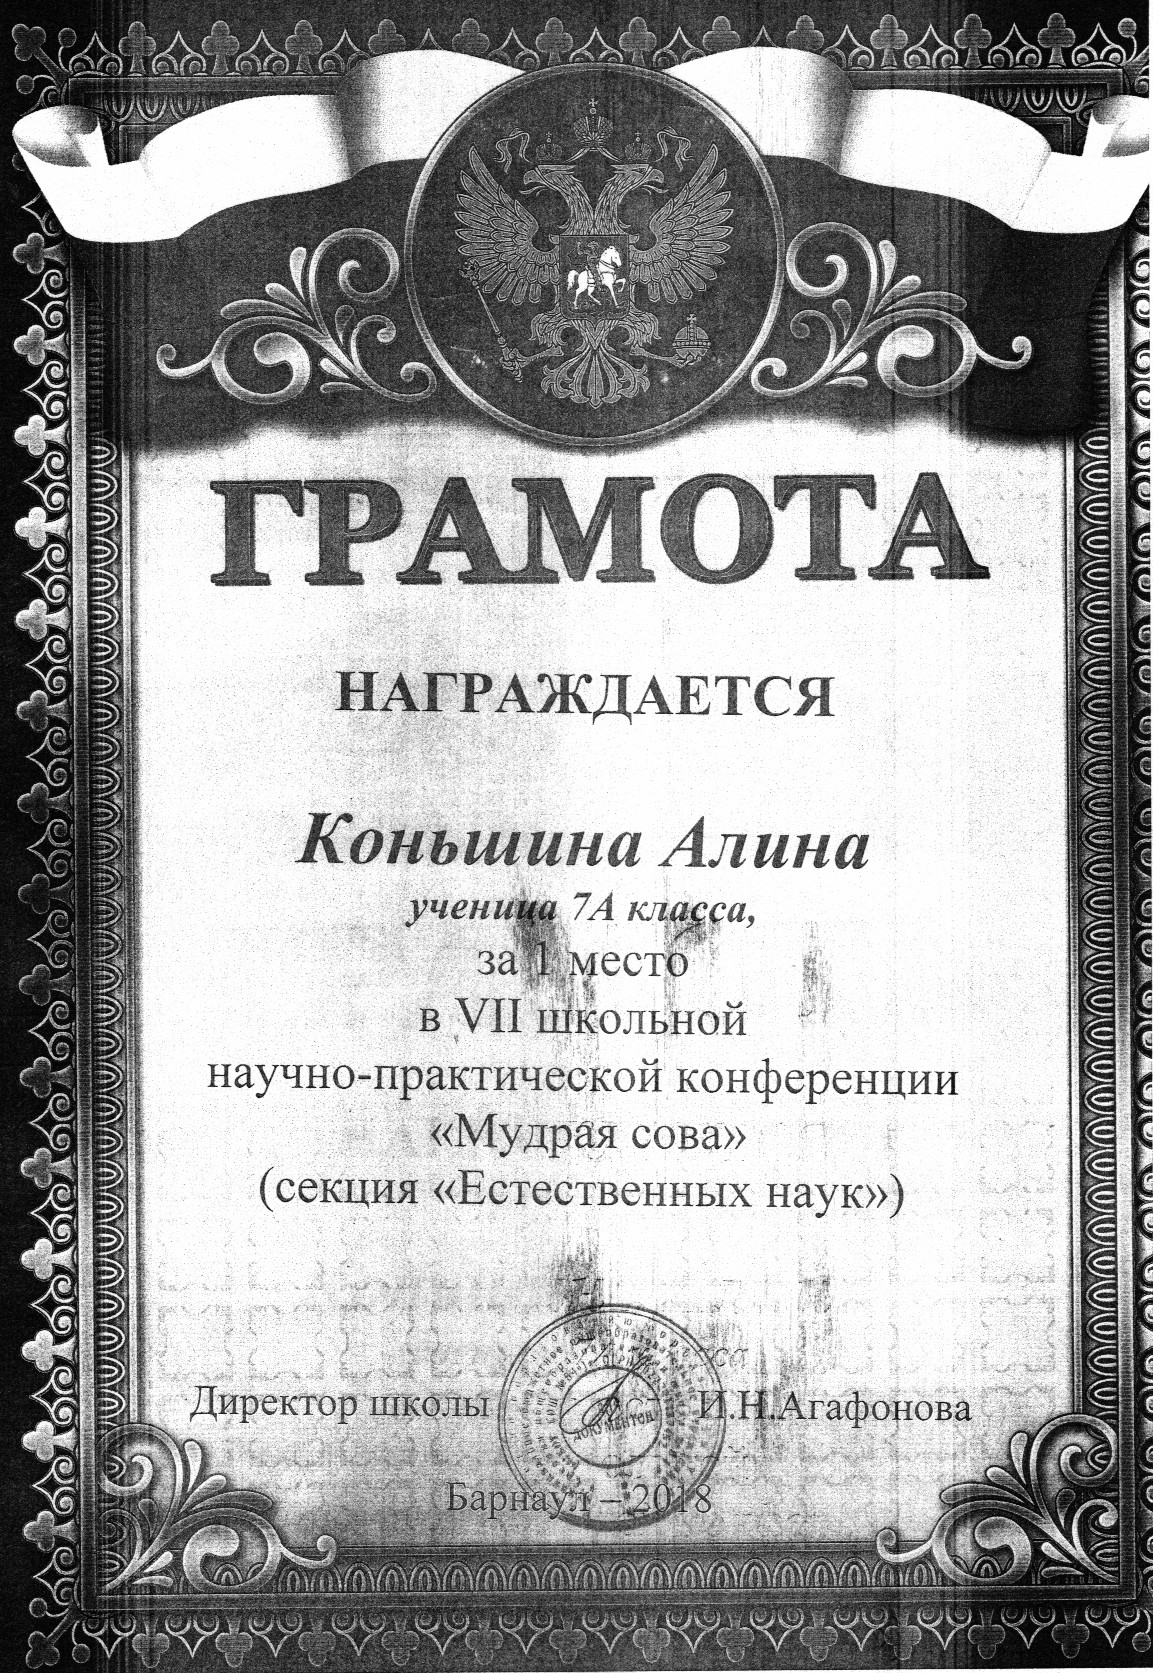 ГРАМОТА
НАГРАЖДАЕТСЯ
Коньшина Алина
ученица 7А класса,
за 1 место
в VII школьной
научно-практической конференции
«Мудрая сова»
(секция «Естественных наук»)
Директор школы И.Н.Агафонова
ДОКУМЕНТОВ
Барнаул – 2018